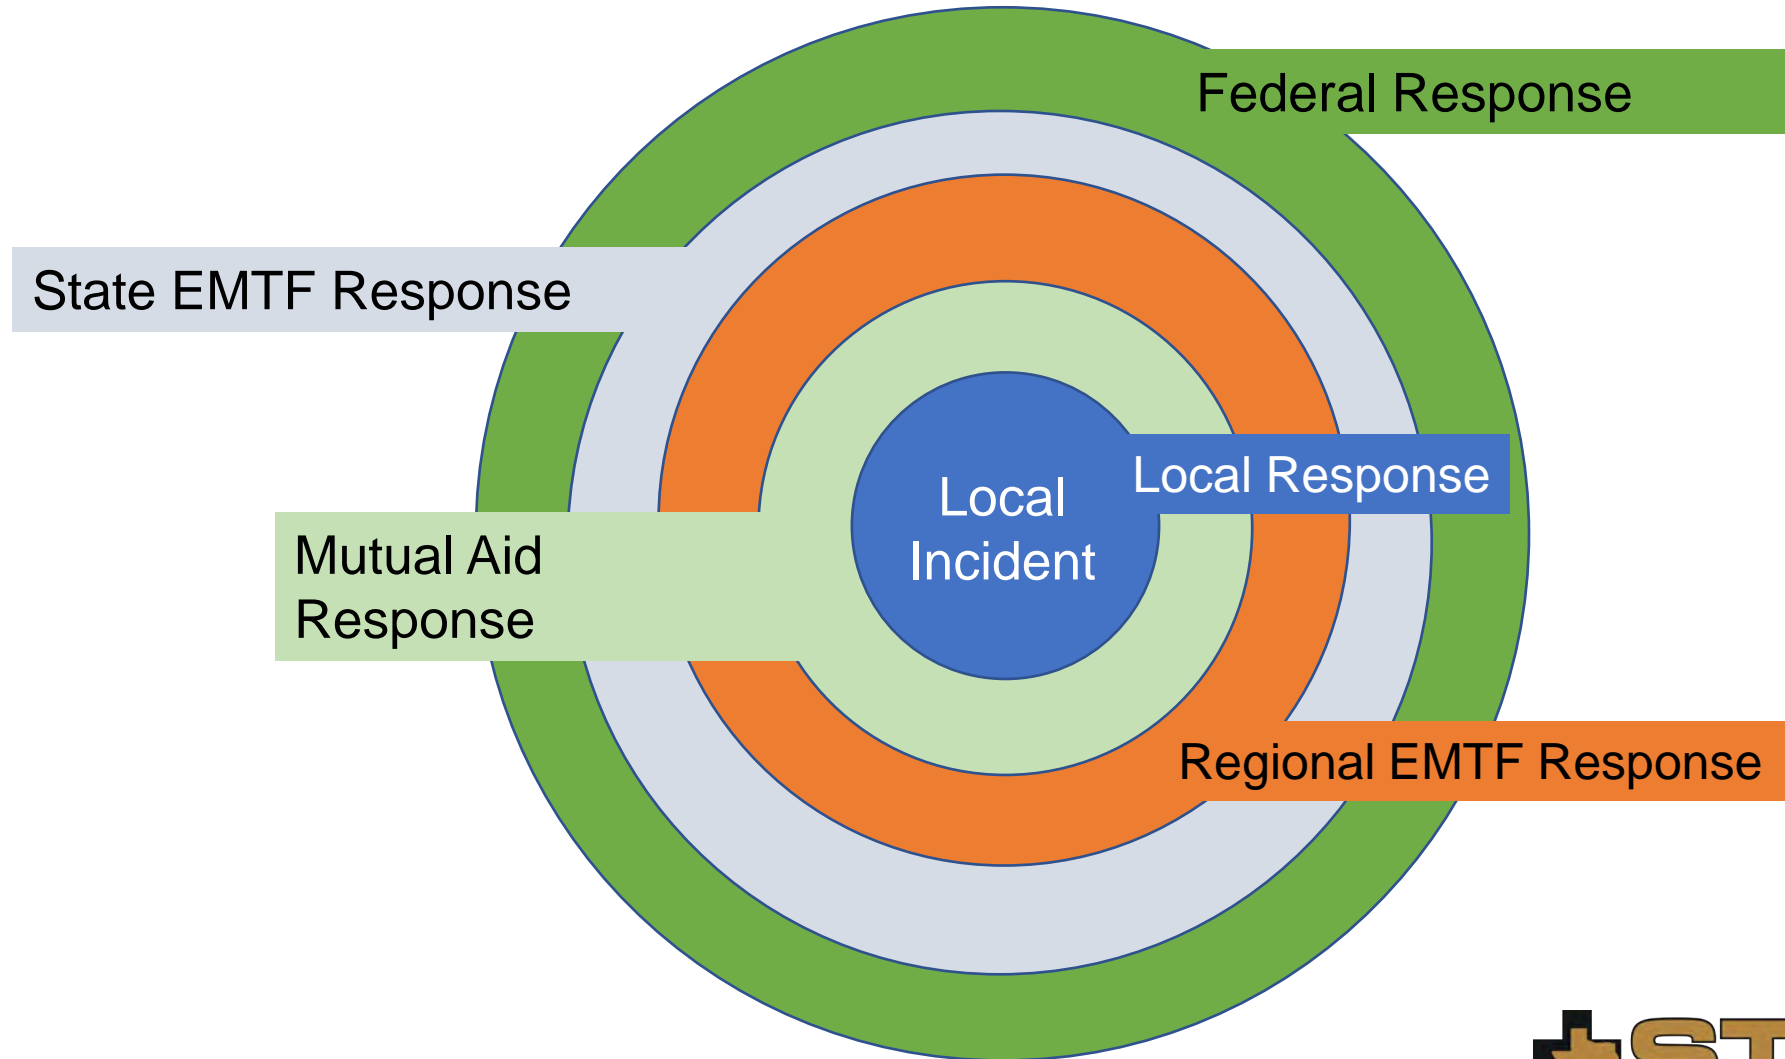 Federal Response
State EMTF Response
Local Response
Local
Incident
Mutual Aid
Response
Regional EMTF Response